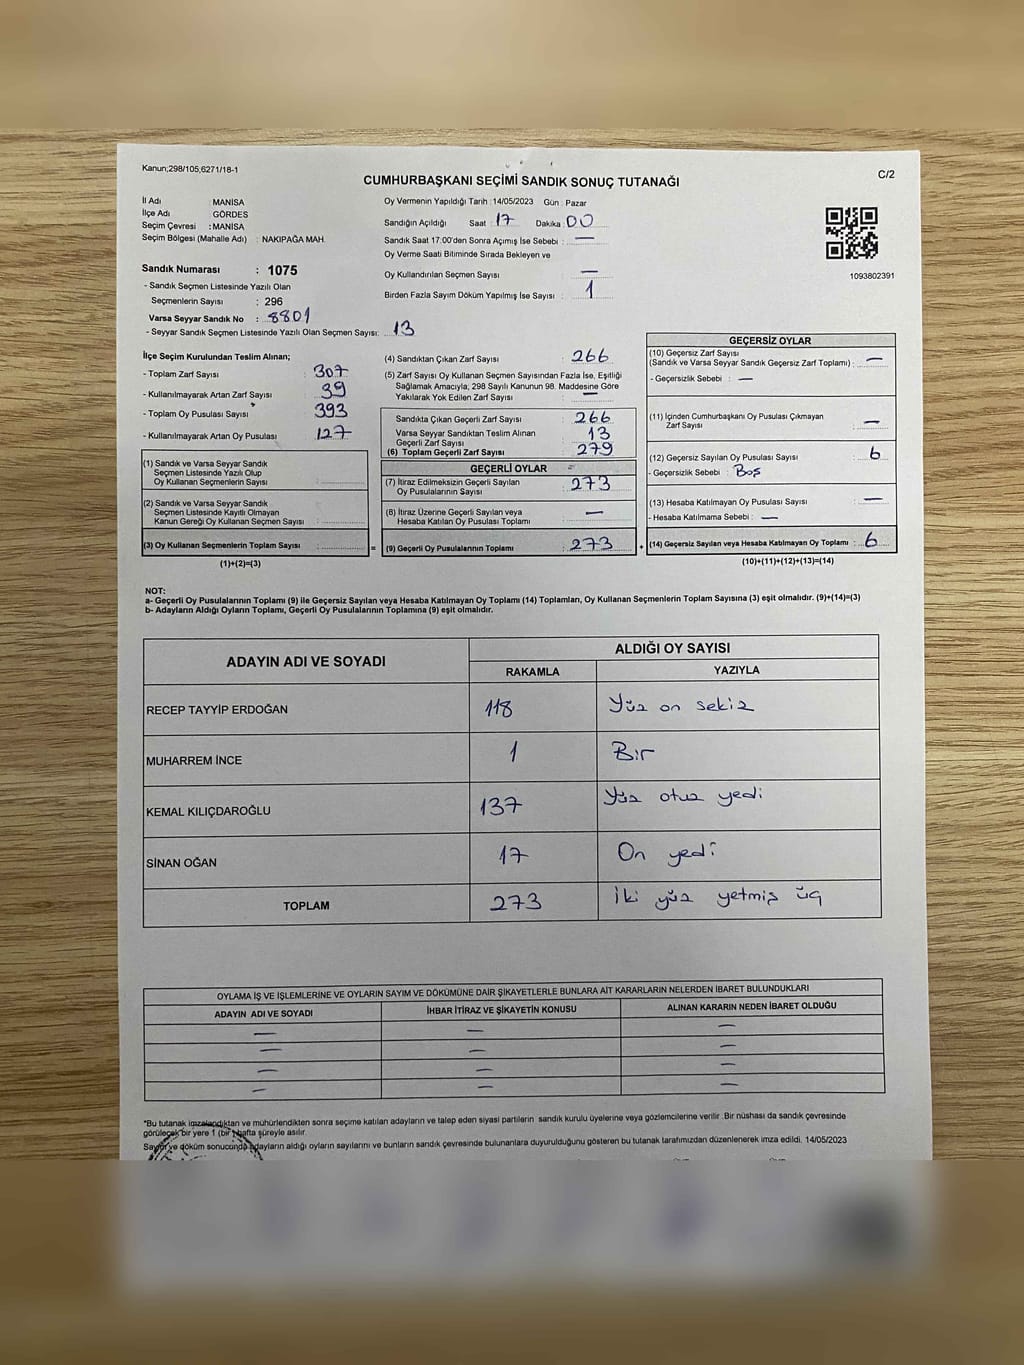 Kanun;298/105,6271/18-1
C/2
CUMHURBAŞKANI SEÇİMİ SANDIK SONUÇ TUTANAĞI
İl Adı MANİSA
İlçe Adı GÖRDES
Seçim Çevresi : MANİSA
Seçim Bölgesi (Mahalle Adı) : NAKIPAĞA MAH.
Sandık Numarası : 1075
- Sandık Seçmen Listesinde Yazılı Olan
Seçmenlerin Sayısı : 296
Varsa Seyyar Sandık No : 8801
- Seyyar Sandık Seçmen Listesinde Yazılı Olan Seçmen Sayısı: 13
Oy Vermenin Yapıldığı Tarih : 14/05/2023 Gün : Pazar
Sandığın Açıldığı Saat : 17 Dakika : 00
Sandık Saat 17:00'den Sonra Açımış İse Sebebi : —
Oy Verme Saati Bitiminde Sırada Bekleyen ve
Oy Kullandırılan Seçmen Sayısı : —
Birden Fazla Sayım Döküm Yapılmış İse Sayısı : 1
1093802391
İlçe Seçim Kurulundan Teslim Alınan;
- Toplam Zarf Sayısı : 307
- Kullanılmayarak Artan Zarf Sayısı : 39
- Toplam Oy Pusulası Sayısı : 393
- Kullanılmayarak Artan Oy Pusulası : 127
(1) Sandık ve Varsa Seyyar Sandık
Seçmen Listesinde Yazılı Olup
Oy Kullanan Seçmenlerin Sayısı :
(2) Sandık ve Varsa Seyyar Sandık
Seçmen Listesinde Kayıtlı Olmayan
Kanun Gereği Oy Kullanan Seçmen Sayısı :
(3) Oy Kullanan Seçmenlerin Toplam Sayısı :
(1)+(2)=(3)
=
(4) Sandıktan Çıkan Zarf Sayısı : 266
(5) Zarf Sayısı Oy Kullanan Seçmen Sayısından Fazla İse, Eşitliği
Sağlamak Amacıyla; 298 Sayılı Kanunun 98. Maddesine Göre
Yakılarak Yok Edilen Zarf Sayısı : —
Sandıkta Çıkan Geçerli Zarf Sayısı : 266
Varsa Seyyar Sandıktan Teslim Alınan
Geçerli Zarf Sayısı : 13
(6) Toplam Geçerli Zarf Sayısı : 279
GEÇERLİ OYLAR
(7) İtiraz Edilmeksizin Geçerli Sayılan
Oy Pusulalarının Sayısı : 273
(8) İtiraz Üzerine Geçerli Sayılan veya
Hesaba Katılan Oy Pusulası Toplamı : —
(9) Geçerli Oy Pusulalarının Toplamı : 273
+
GEÇERSİZ OYLAR
(10) Geçersiz Zarf Sayısı
(Sandık ve Varsa Seyyar Sandık Geçersiz Zarf Toplamı) : —
- Geçersizlik Sebebi : —
(11) İçinden Cumhurbaşkanı Oy Pusulası Çıkmayan
Zarf Sayısı : —
(12) Geçersiz Sayılan Oy Pusulası Sayısı : 6
- Geçersizlik Sebebi : Boş
(13) Hesaba Katılmayan Oy Pusulası Sayısı : —
- Hesaba Katılmama Sebebi : —
(14) Geçersiz Sayılan veya Hesaba Katılmayan Oy Toplamı : 6
(10)+(11)+(12)+(13)=(14)
NOT:
a- Geçerli Oy Pusulalarının Toplamı (9) ile Geçersiz Sayılan veya Hesaba Katılmayan Oy Toplamı (14) Toplamları, Oy Kullanan Seçmenlerin Toplam Sayısına (3) eşit olmalıdır. (9)+(14)=(3)
b- Adayların Aldığı Oyların Toplamı, Geçerli Oy Pusulalarının Toplamına (9) eşit olmalıdır.
ADAYIN ADI VE SOYADI
ALDIĞI OY SAYISI
RAKAMLA YAZIYLA
RECEP TAYYİP ERDOĞAN 118 Yüz on sekiz
MUHARREM İNCE 1 Bir
KEMAL KILIÇDAROĞLU 137 Yüz otuz yedi
SİNAN OĞAN 17 On yedi
TOPLAM 273 İki yüz yetmiş üç
OYLAMA İŞ VE İŞLEMLERİNE VE OYLARIN SAYIM VE DÖKÜMÜNE DAİR ŞİKAYETLERLE BUNLARA AİT KARARLARIN NELERDEN İBARET BULUNDUKLARI
ADAYIN ADI VE SOYADI İHBAR İTİRAZ VE ŞİKAYETİN KONUSU ALINAN KARARIN NEDEN İBARET OLDUĞU
— — —
— — —
— — —
— — —
*Bu tutanak imzalandıktan ve mühürlendikten sonra seçime katılan adayların ve talep eden siyasi partilerin sandık kurulu üyelerine veya gözlemcilerine verilir. Bir nüshası da sandık çevresinde
görülecek bir yere 1 (bir) hafta süreyle asılır.
Sayım ve döküm sonucunda adayların aldığı oyların sayılarını ve bunların sandık çevresinde bulunanlara duyurulduğunu gösteren bu tutanak tarafımızdan düzenlenerek imza edildi. 14/05/2023